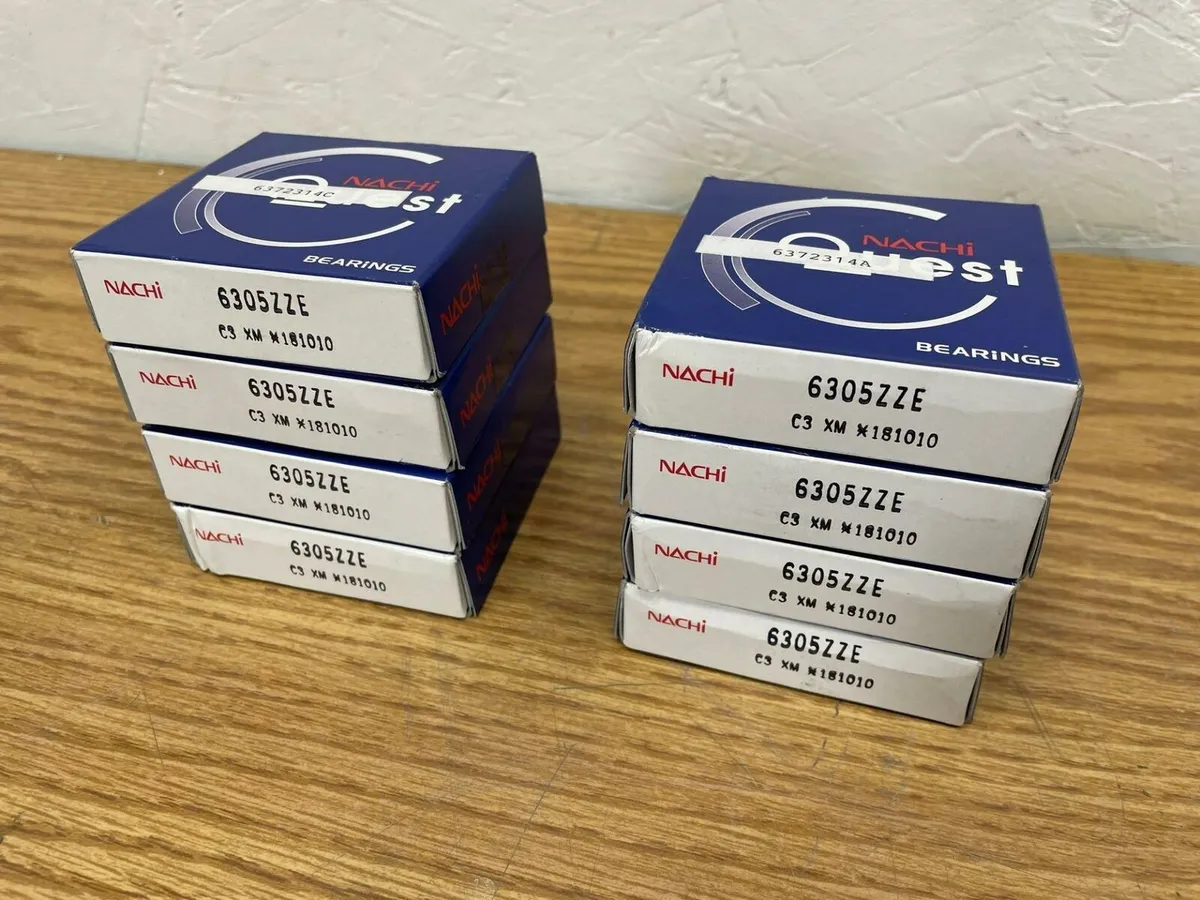 NACHi
Quest
6372314C
BEARiNGS
NACHi 6305ZZE
C3 XM ※181010
NACHi
NACHi 6305ZZE
C3 XM ※181010
NACHi
NACHi 6305ZZE
C3 XM ※181010
NACHi
NACHi 6305ZZE
C3 XM ※181010
NACHi
NACHi
Quest
6372314A
BEARiNGS
NACHi 6305ZZE
C3 XM ※181010
NACHi 6305ZZE
C3 XM ※181010
NACHi 6305ZZE
C3 XM ※181010
NACHi 6305ZZE
C3 XM ※181010